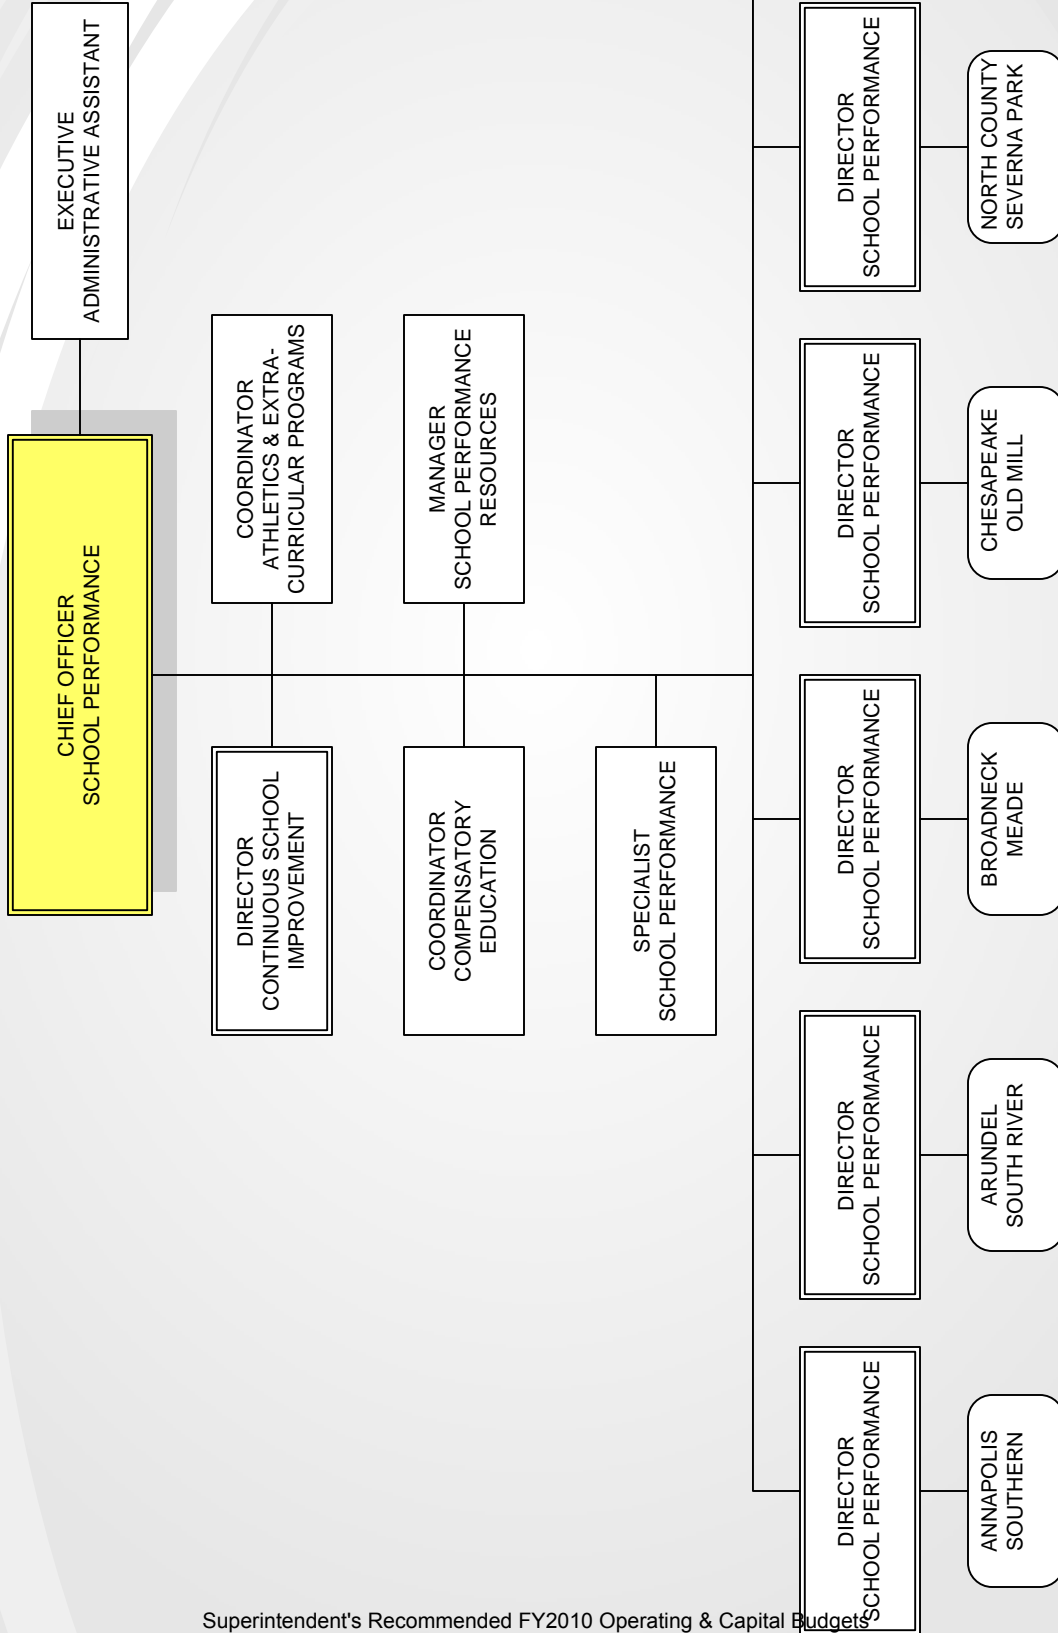 CHIEF OFFICER
SCHOOL PERFORMANCE
EXECUTIVE
ADMINISTRATIVE ASSISTANT
DIRECTOR
CONTINUOUS SCHOOL
IMPROVEMENT
COORDINATOR
ATHLETICS & EXTRA-
CURRICULAR PROGRAMS
COORDINATOR
COMPENSATORY
EDUCATION
MANAGER
SCHOOL PERFORMANCE
RESOURCES
SPECIALIST
SCHOOL PERFORMANCE
DIRECTOR
SCHOOL PERFORMANCE
ANNAPOLIS
SOUTHERN
DIRECTOR
SCHOOL PERFORMANCE
ARUNDEL
SOUTH RIVER
DIRECTOR
SCHOOL PERFORMANCE
BROADNECK
MEADE
DIRECTOR
SCHOOL PERFORMANCE
CHESAPEAKE
OLD MILL
DIRECTOR
SCHOOL PERFORMANCE
NORTH COUNTY
SEVERNA PARK
Superintendent's Recommended FY2010 Operating & Capital Budgets